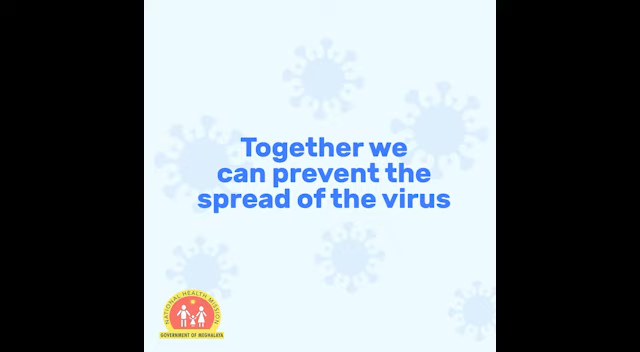 Together we
can prevent the
spread of the virus
NATIONAL HEALTH MISSION
GOVERNMENT OF MEGHALAYA